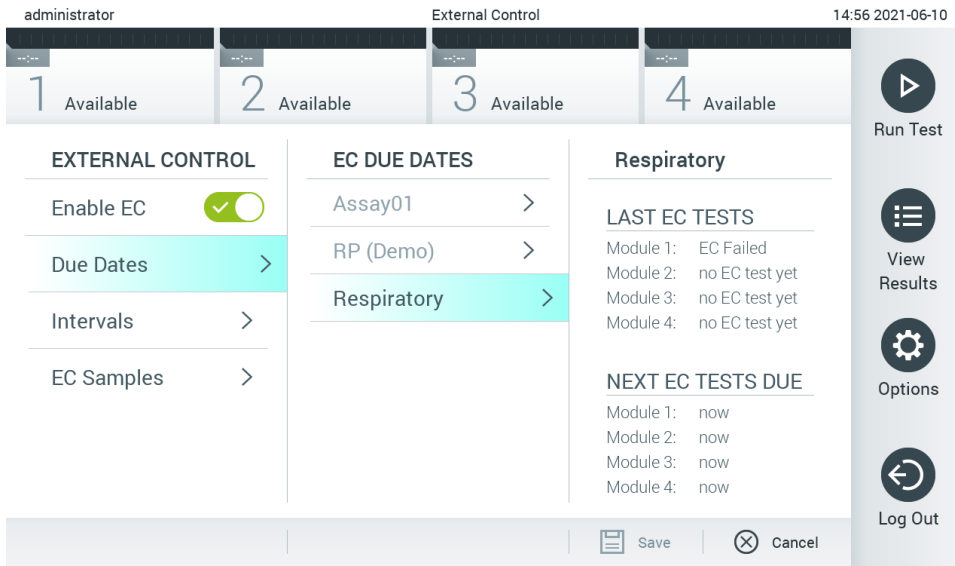 administrator External Control 14:56 2021-06-10
--:-- --:-- --:-- --:--
1 Available 2 Available 3 Available 4 Available
Run Test
View
Results
Options
Log Out
EXTERNAL CONTROL
Enable EC
Due Dates
Intervals
EC Samples
EC DUE DATES
Assay01
RP (Demo)
Respiratory
Respiratory
LAST EC TESTS
Module 1: EC Failed
Module 2: no EC test yet
Module 3: no EC test yet
Module 4: no EC test yet
NEXT EC TESTS DUE
Module 1: now
Module 2: now
Module 3: now
Module 4: now
Save Cancel